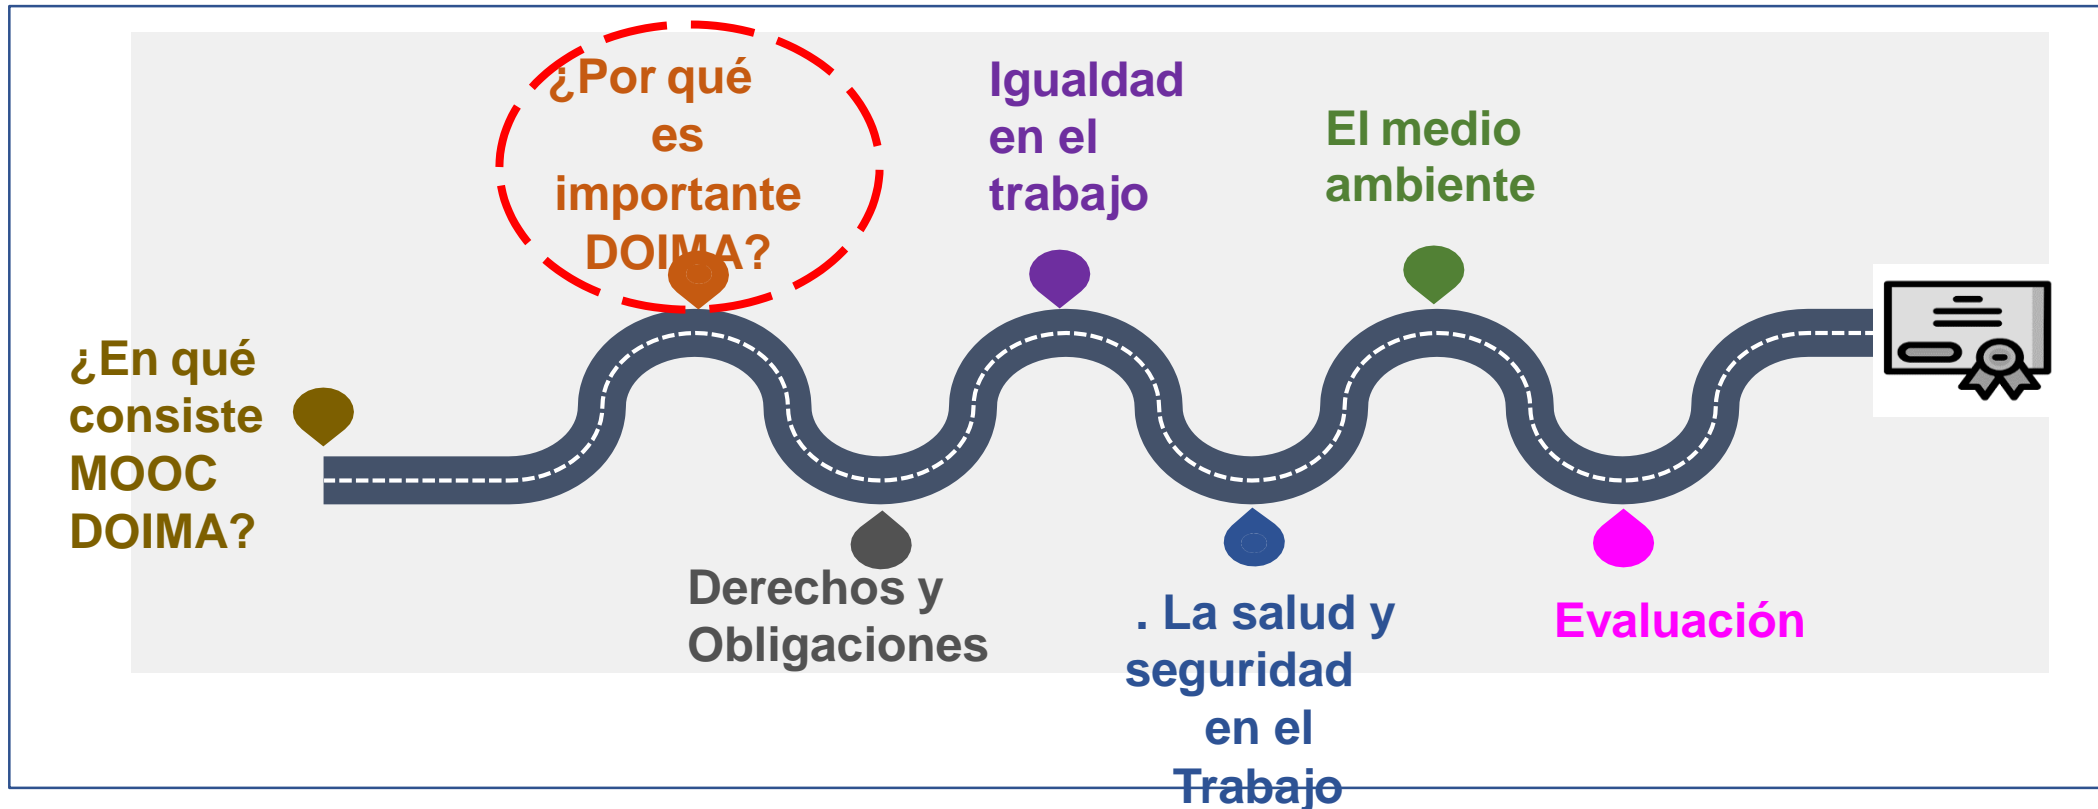 ¿En qué
consiste
MOOC
DOIMA?
¿Por qué
es
importante
DOIMA?
Derechos y
Obligaciones
Igualdad
en el
trabajo
. La salud y
seguridad
en el
Trabajo
El medio
ambiente
Evaluación